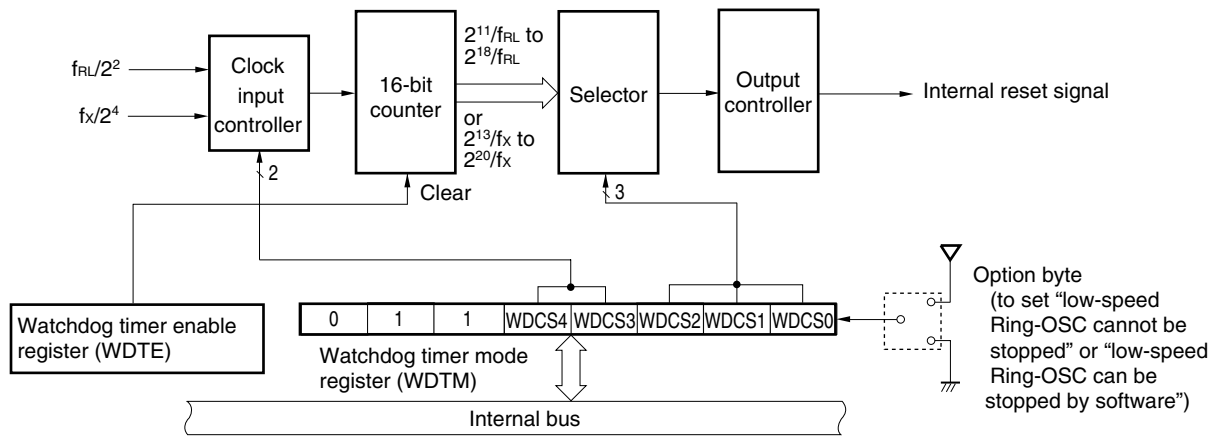 fRL/2²
fX/2⁴
Clock
input
controller
2
16-bit
counter
Clear
2¹¹/fRL to
2¹⁸/fRL
or
2¹³/fX to
2²⁰/fX
Selector
3
Output
controller
Internal reset signal
Watchdog timer enable
register (WDTE)
0 1 1 WDCS4 WDCS3 WDCS2 WDCS1 WDCS0
Watchdog timer mode
register (WDTM)
Internal bus
Option byte
(to set “low-speed
Ring-OSC cannot be
stopped” or “low-speed
Ring-OSC can be
stopped by software”)